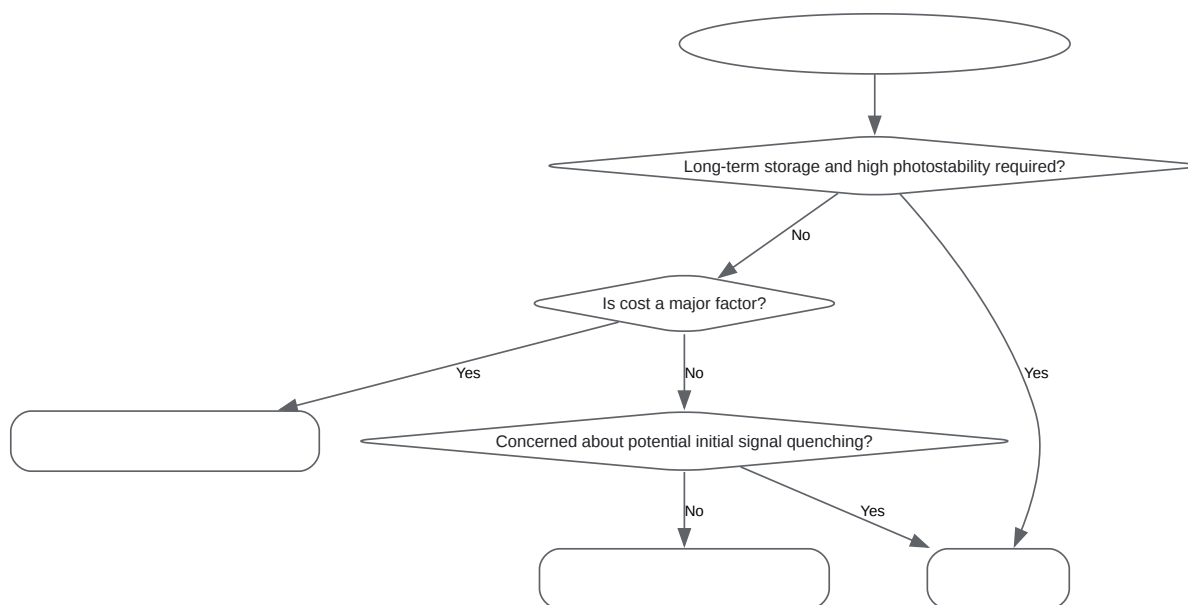 Long-term storage and high photostability required?
No
Is cost a major factor?
Yes
No
Yes
Concerned about potential initial signal quenching?
No
Yes